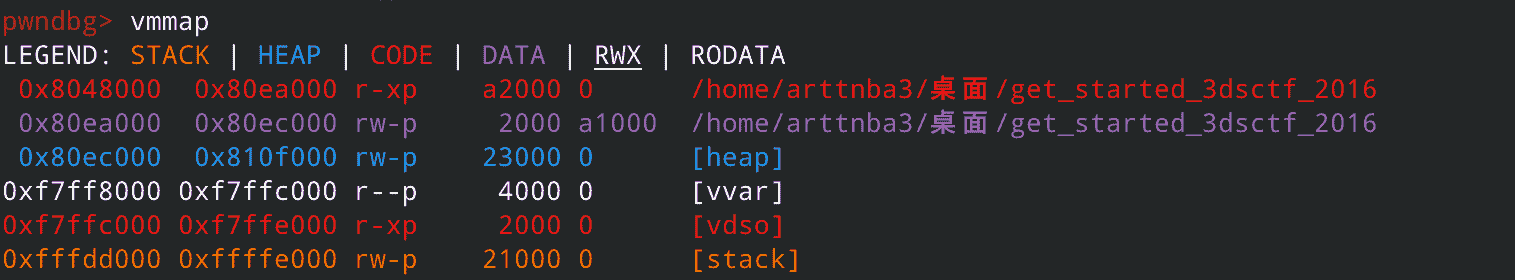 pwndbg> vmmap
LEGEND: STACK | HEAP | CODE | DATA | RWX | RODATA
 0x8048000  0x80ea000 r-xp    a2000 0      /home/arttnba3/桌面/get_started_3dsctf_2016
 0x80ea000  0x80ec000 rw-p     2000 a1000  /home/arttnba3/桌面/get_started_3dsctf_2016
 0x80ec000  0x810f000 rw-p    23000 0      [heap]
0xf7ff8000 0xf7ffc000 r--p     4000 0      [vvar]
0xf7ffc000 0xf7ffe000 r-xp     2000 0      [vdso]
0xfffdd000 0xffffe000 rw-p    21000 0      [stack]